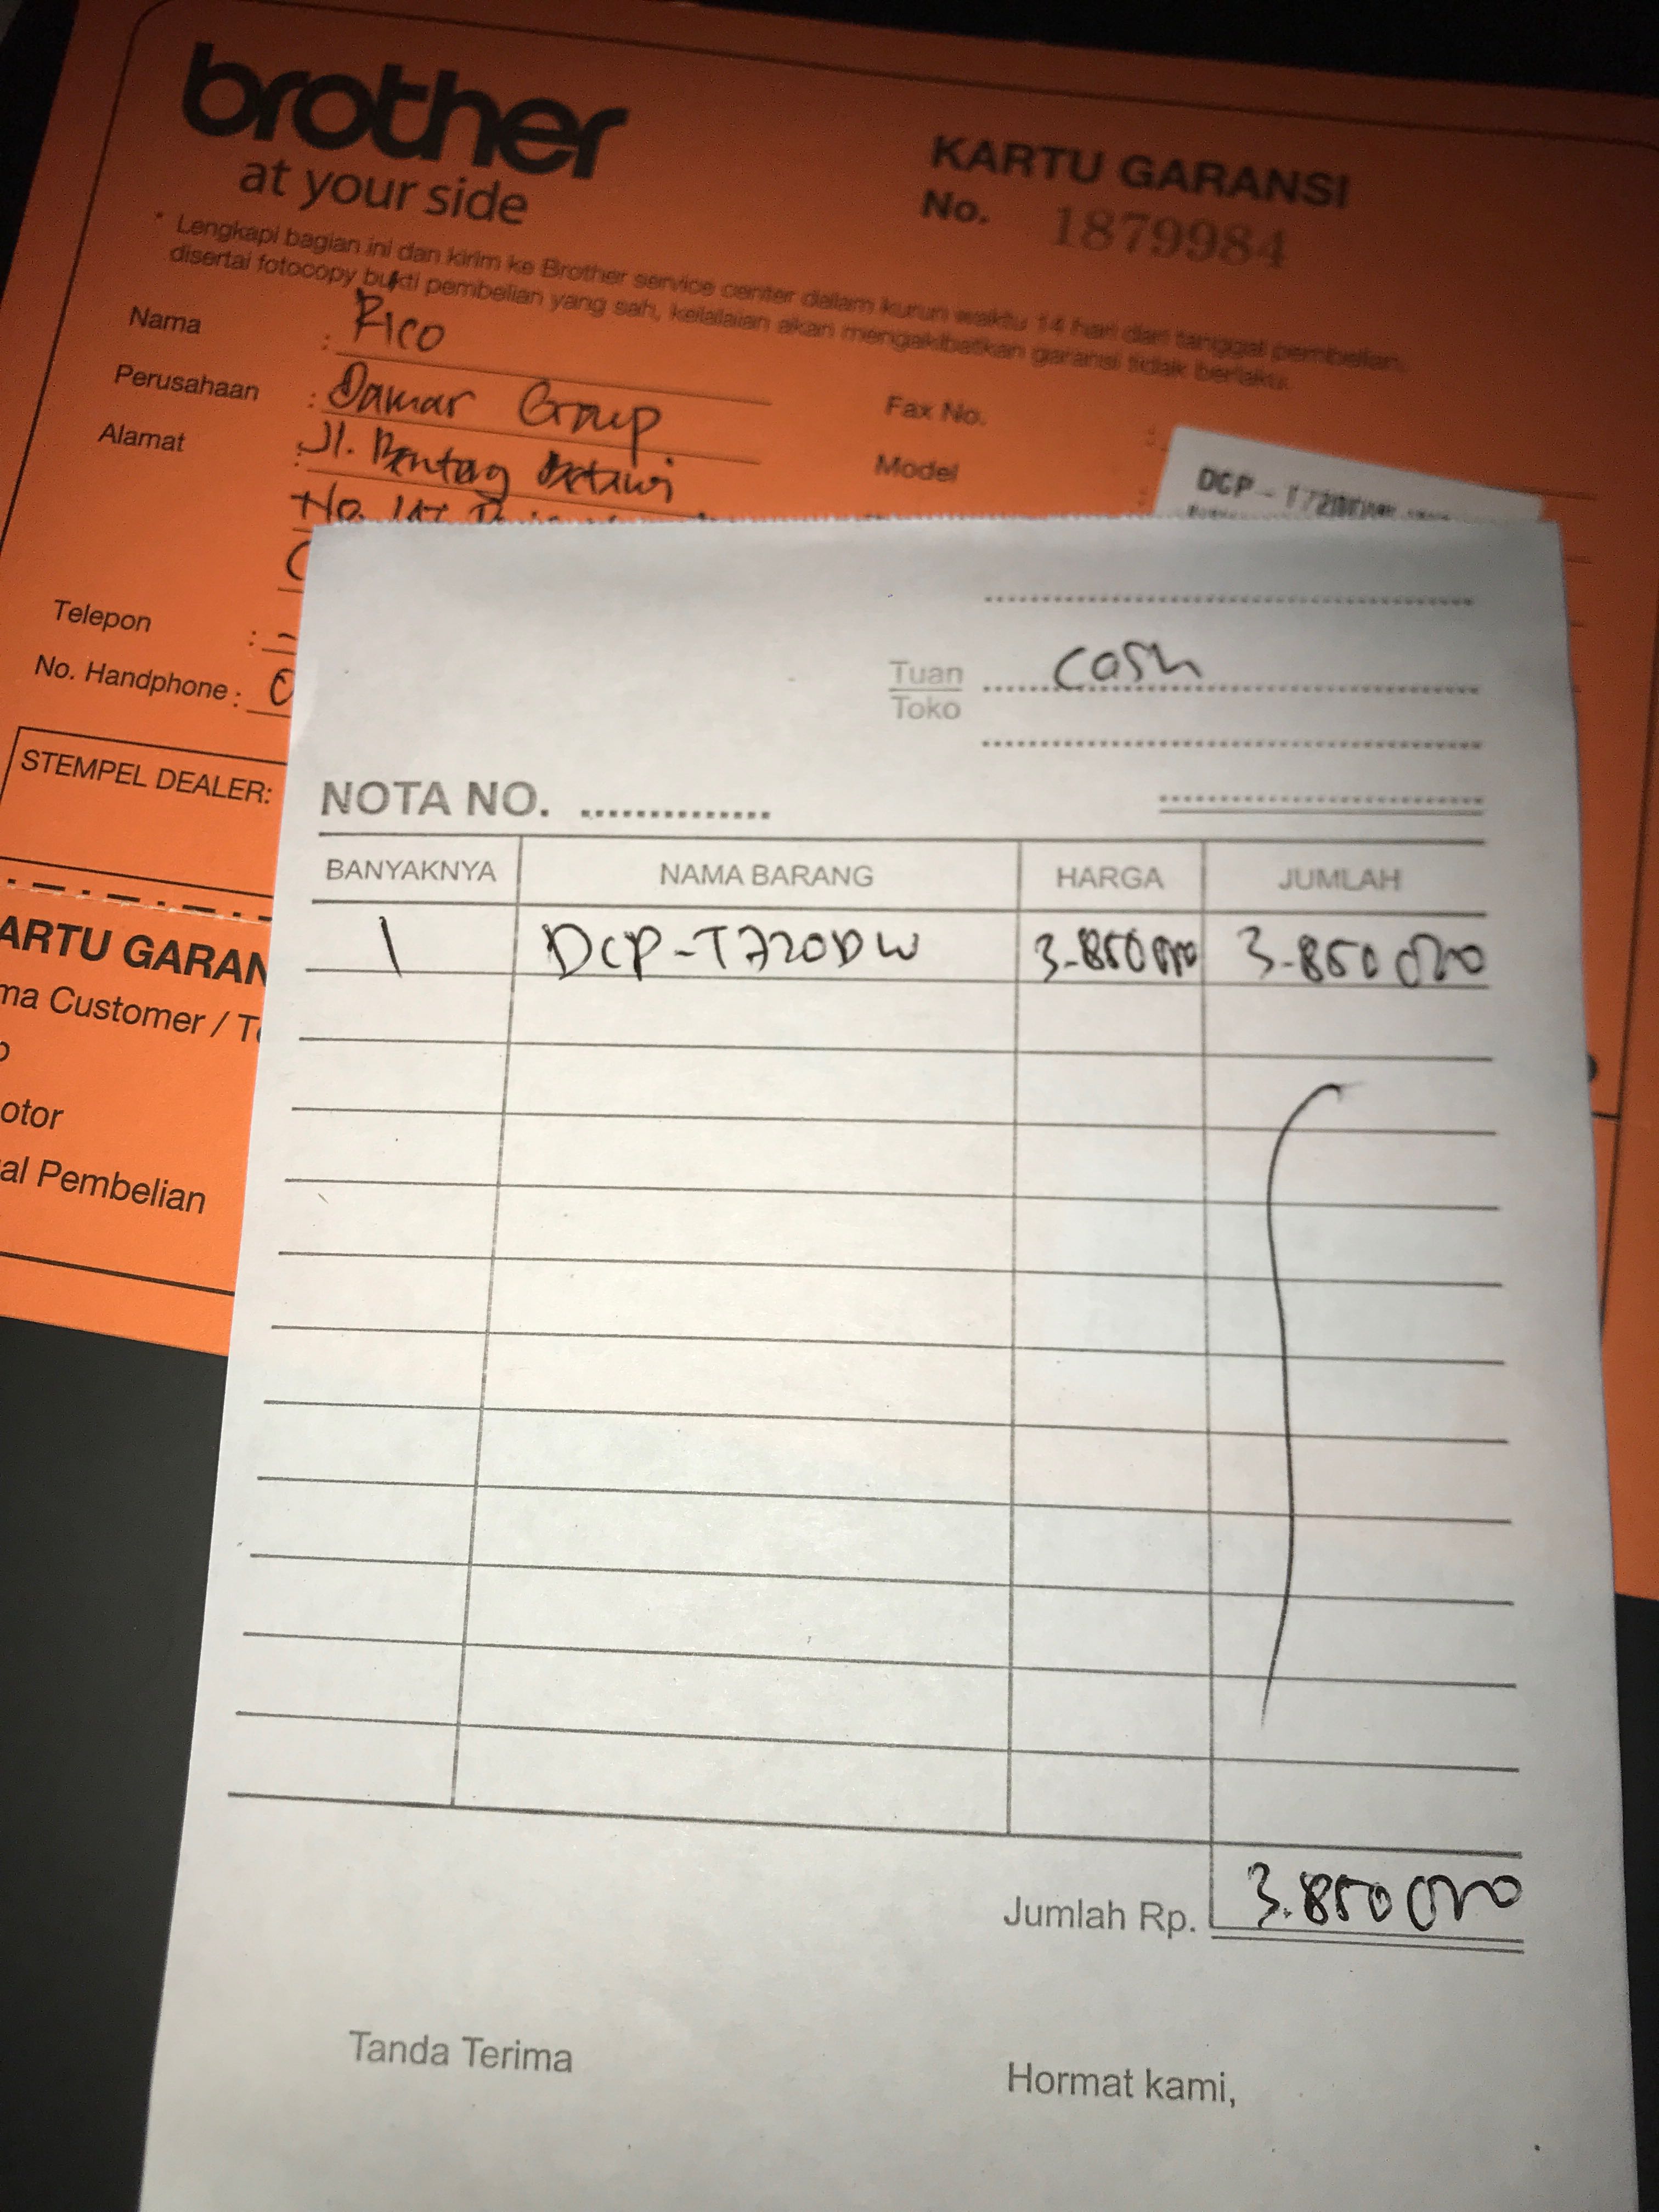 brother
at your side
KARTU GARANSI
No. 1879984
* Lengkapi bagian ini dan kirim ke Brother service center dalam kurun waktu 14 hari dari tanggal pembelian,
disertai fotocopy bukti pembelian yang sah, kelalaian akan mengakibatkan garansi tidak berlaku.
Nama : Rico
Perusahaan : Damar Group
Alamat : Jl.
No.
Fax No. :
Model :
DCP - T720DW
Telepon : -
No. Handphone :
STEMPEL DEALER:
ARTU GARAN
ma Customer / T
otor
al Pembelian
Tuan
Toko
cash
NOTA NO.
BANYAKNYA NAMA BARANG HARGA JUMLAH
1 DCP-T720DW 3.850.000 3.850.000
Jumlah Rp. 3.850.000
Tanda Terima
Hormat kami,